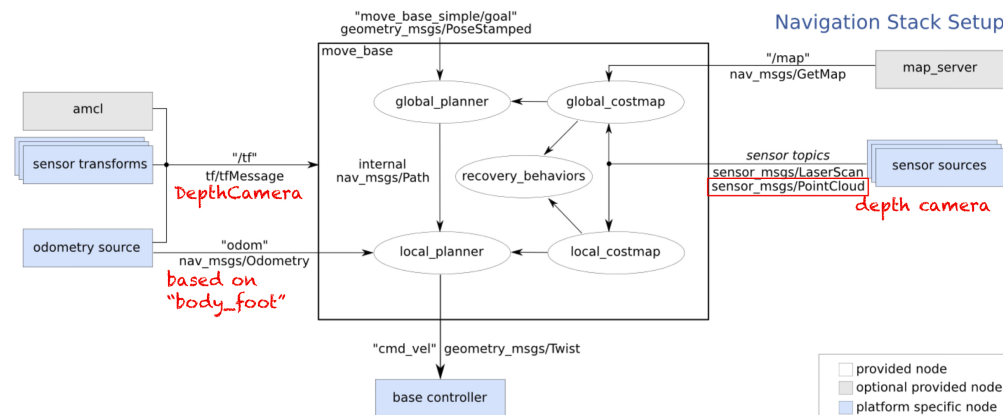 "move_base_simple/goal"
geometry_msgs/PoseStamped
Navigation Stack Setup
move_base
"/map"
nav_msgs/GetMap
map_server
global_planner
global_costmap
amcl
sensor transforms
"/tf"
tf/tfMessage
DepthCamera
internal
nav_msgs/Path
recovery_behaviors
sensor topics
sensor_msgs/LaserScan
sensor_msgs/PointCloud
sensor sources
depth camera
odometry source
"odom"
nav_msgs/Odometry
based on
"body_foot"
local_planner
local_costmap
"cmd_vel"
geometry_msgs/Twist
base controller
provided node
optional provided node
platform specific node